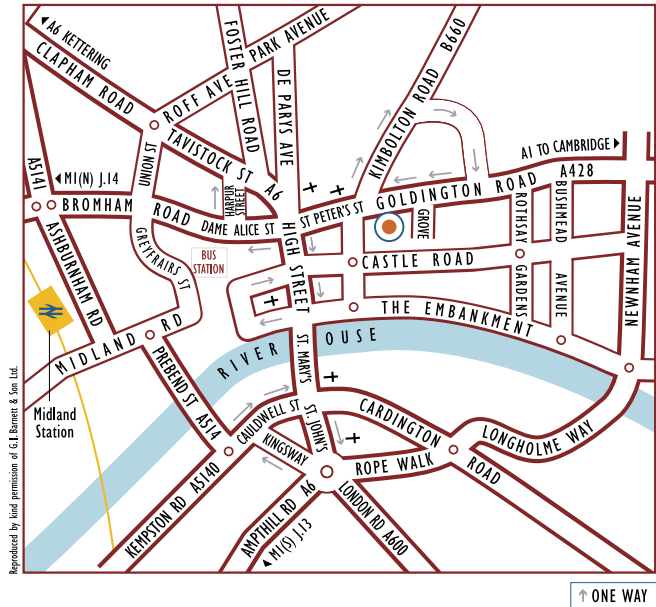 A6 KETTERING
CLAPHAM ROAD
ROFF AVE
PARK AVENUE
FOSTER HILL ROAD
DE PARYS AVE
KIMBOLTON ROAD B660
TAVISTOCK ST
A6
UNION ST
A5141
M1(N) J.14
A1 TO CAMBRIDGE
A428
BROMHAM ROAD
HARPUR STREET
DAME ALICE ST
ST PETER'S ST
GOLDINGTON ROAD
GROVE
ROTHSAY GARDENS
BUSHMEAD AVENUE
NEWNHAM AVENUE
ASHBURNHAM RD
GREYFRAIRS ST
BUS
STATION
HIGH STREET
CASTLE ROAD
THE EMBANKMENT
RIVER OUSE
MIDLAND RD
Midland
Station
PREBEND ST A514
ST. MARY'S
CAULDWELL ST
ST. JOHN'S
CARDINGTON ROAD
LONGHOLME WAY
KINGSWAY
ROPE WALK
KEMPSTON RD A5140
AMPTHILL RD A6
M1(S) J.13
LONDON RD A600
Reproduced by kind permission of G.I. Barnett & Son Ltd.
ONE WAY